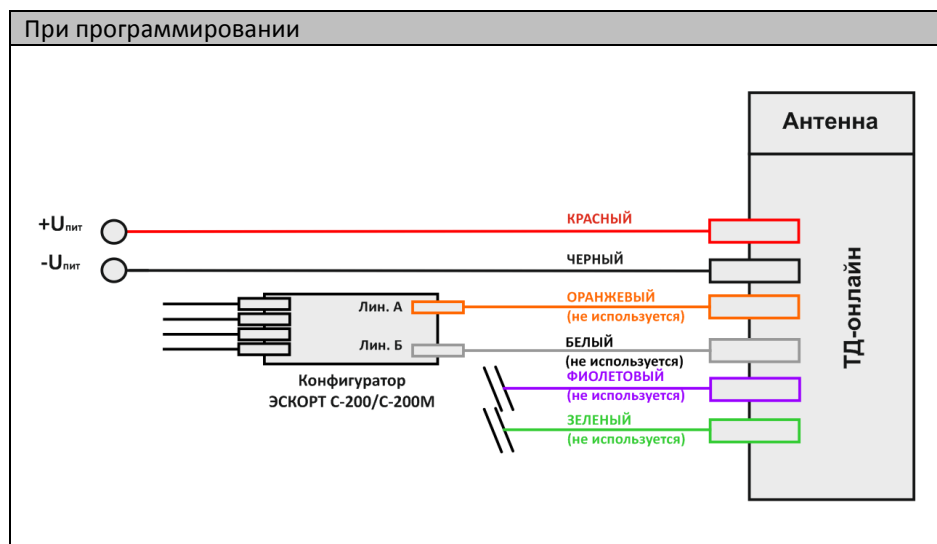 При программировании
Антенна
+Uпит
КРАСНЫЙ
-Uпит
ЧЕРНЫЙ
ОРАНЖЕВЫЙ
(не используется)
Лин. А
Лин. Б
БЕЛЫЙ
(не используется)
ФИОЛЕТОВЫЙ
(не используется)
Конфигуратор
ЭСКОРТ С-200/С-200М
ЗЕЛЕНЫЙ
(не используется)
ТД-онлайн